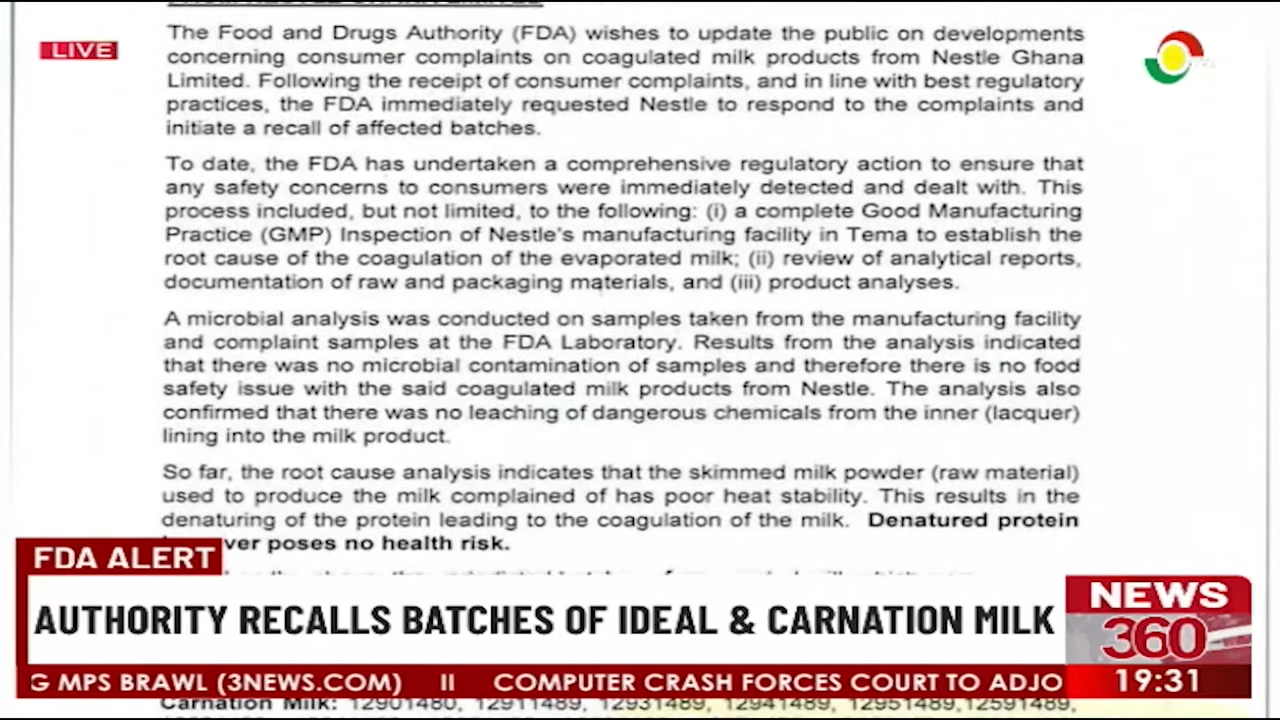 The Food and Drugs Authority (FDA) wishes to update the public on developments
LIVE
concerning consumer complaints on coagulated milk products from Nestle Ghana
Limited. Following the receipt of consumer complaints, and in line with best regulatory
practices, the FDA immediately requested Nestle to respond to the complaints and
initiate a recall of affected batches.
To date, the FDA has undertaken a comprehensive regulatory action to ensure that
any safety concerns to consumers were immediately detected and dealt with. This
process included, but not limited, to the following: (i) a complete Good Manufacturing
Practice (GMP) Inspection of Nestle's manufacturing facility in Tema to establish the
root cause of the coagulation of the evaporated milk; (ii) review of analytical reports,
documentation of raw and packaging materials, and (iii) product analyses.
A microbial analysis was conducted on samples taken from the manufacturing facility
and complaint samples at the FDA Laboratory. Results from the analysis indicated
that there was no microbial contamination of samples and therefore there is no food
safety issue with the said coagulated milk products from Nestle. The analysis also
confirmed that there was no leaching of dangerous chemicals from the inner (lacquer)
lining into the milk product.
So far, the root cause analysis indicates that the skimmed milk powder (raw material)
used to produce the milk complained of has poor heat stability. This results in the
denaturing of the protein leading to the coagulation of the milk. Denatured protein
ver poses no health risk.
FDA ALERT
AUTHORITY RECALLS BATCHES OF IDEAL & CARNATION MILK
NEWS
360
G MPS BRAWL (3NEWS.COM) II COMPUTER CRASH FORCES COURT TO ADJO
19:31
Carnation Milk: 12901480, 12911489, 12931489, 12941489, 12951489,12591489,